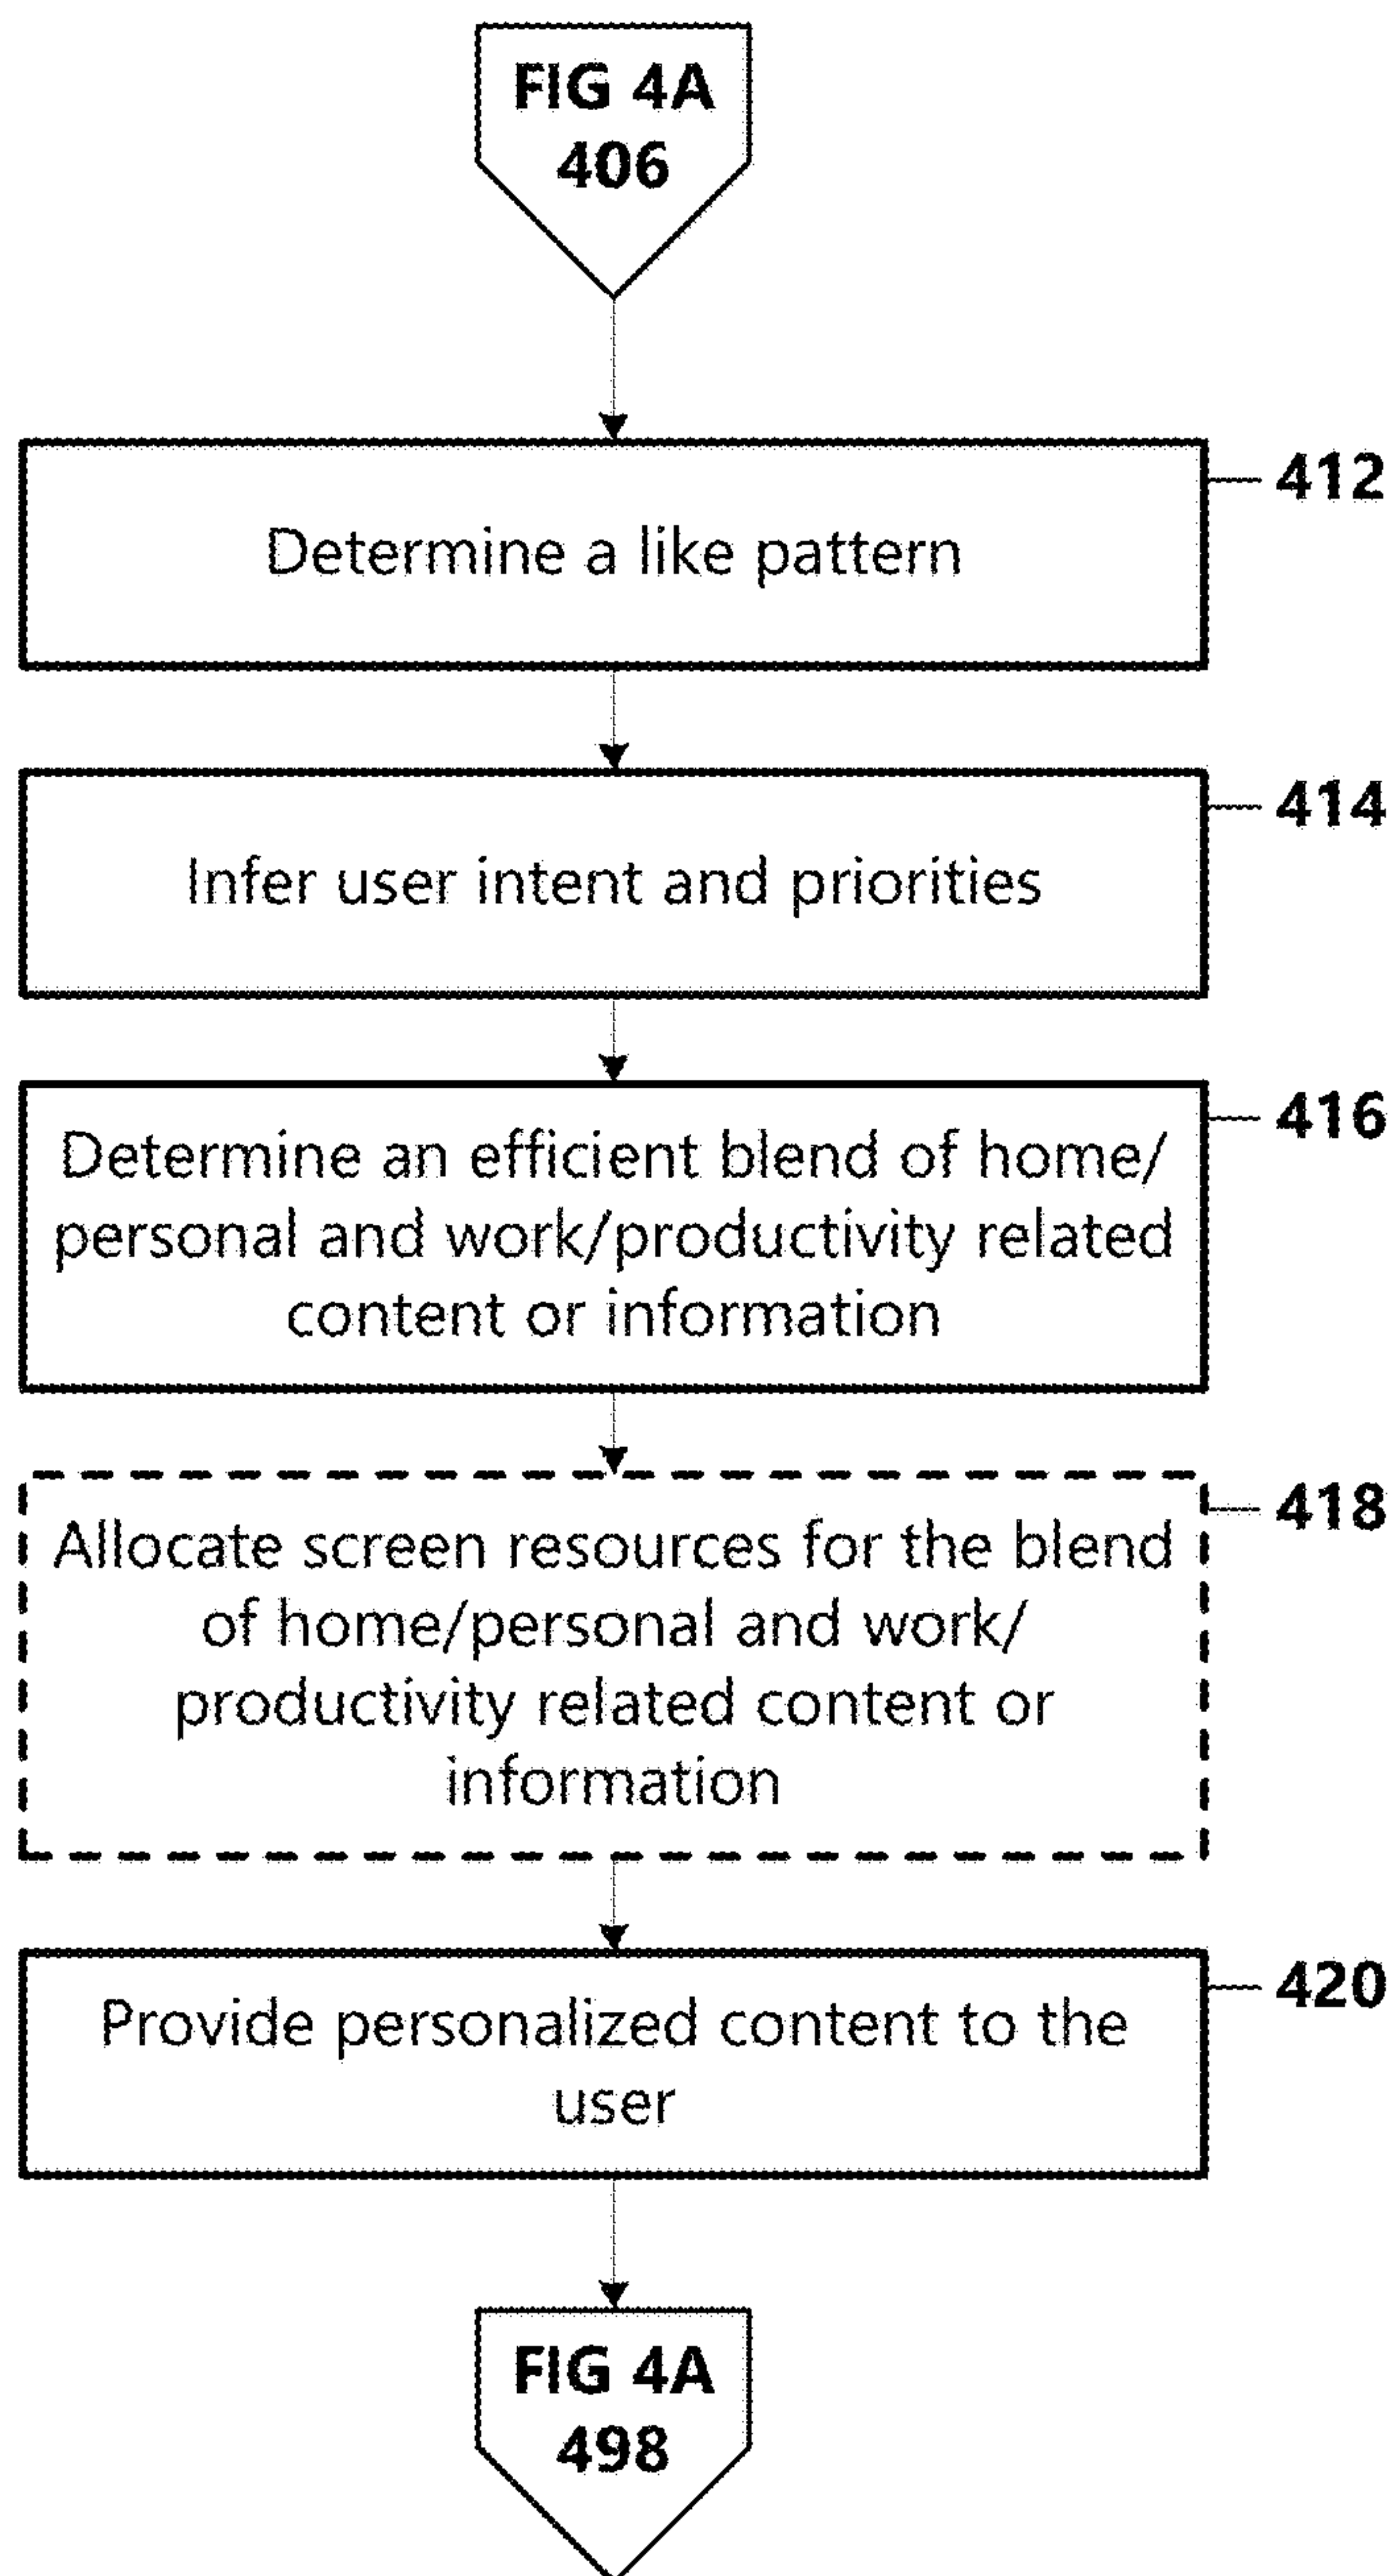 FIG 4A
406
412
Determine a like pattern
414
Infer user intent and priorities
416
Determine an efficient blend of home/
personal and work/productivity related
content or information
418
Allocate screen resources for the blend
of home/personal and work/
productivity related content or
information
420
Provide personalized content to the
user
FIG 4A
498